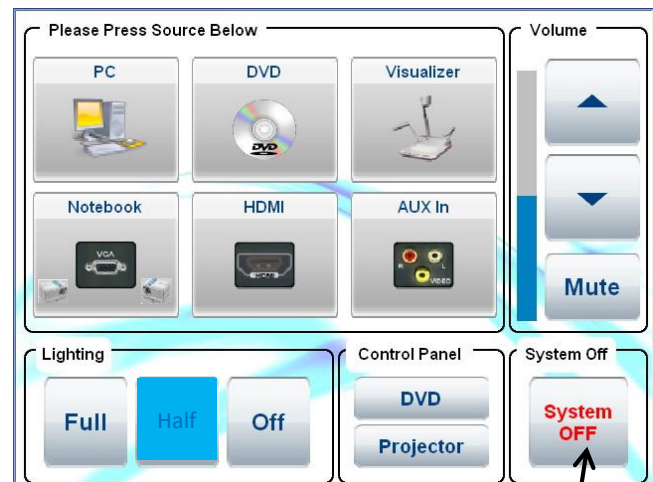 Please Press Source Below
Volume
PC
DVD
Visualizer
DVD
Notebook
HDMI
AUX In
VGA
HDMI
R
L
VIDEO
Mute
Lighting
Control Panel
System Off
Full
Half
Off
DVD
Projector
System
OFF